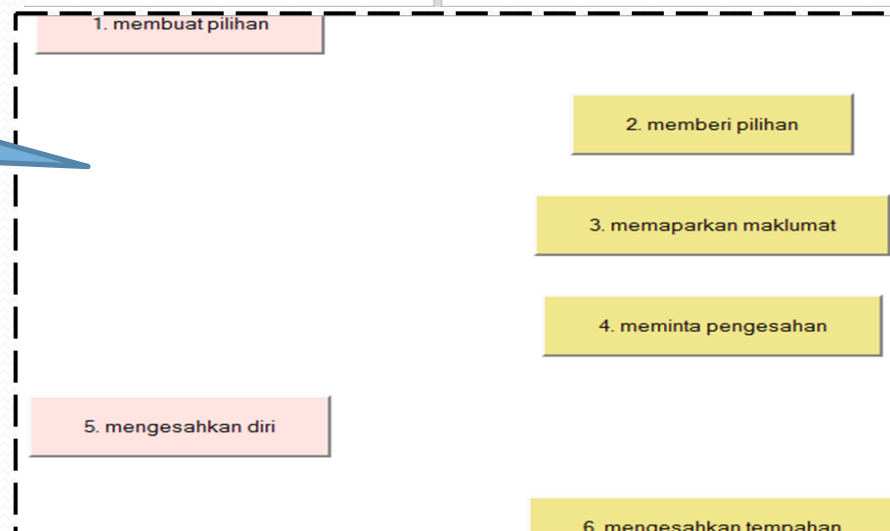 1. membuat pilihan
2. memberi pilihan
3. memaparkan maklumat
4. meminta pengesahan
5. mengesahkan diri
6. mengesahkan tempahan